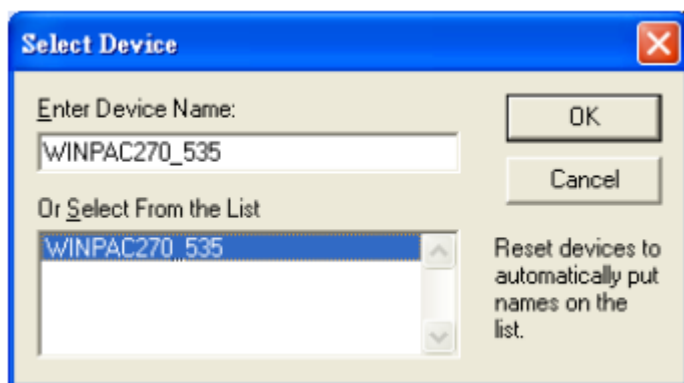 Select Device
Enter Device Name:
OK
WINPAC270_535
Cancel
Or Select From the List
WINPAC270_535
Reset devices to
automatically put
names on the
list.